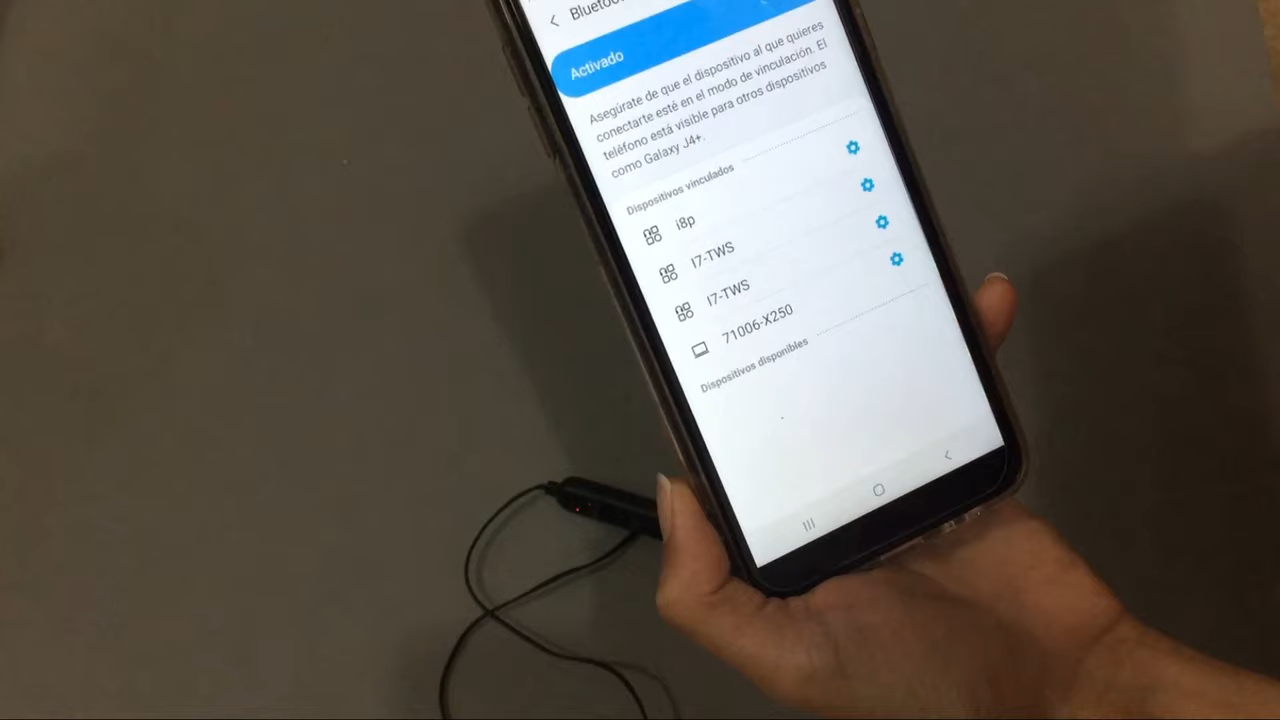 Bluetoo
Activado
Asegúrate de que el dispositivo al que quieres
conectarte esté en el modo de vinculación. El
teléfono está visible para otros dispositivos
como Galaxy J4+.
Dispositivos vinculados
i8p
I7-TWS
I7-TWS
71006-X250
Dispositivos disponibles